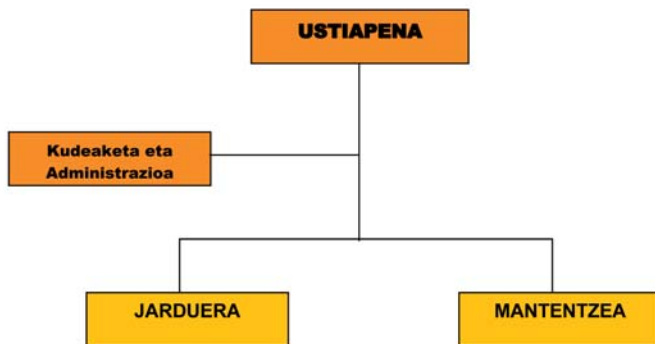 USTIAPENA
Kudeaketa eta
Administrazioa
JARDUERA
MANTENTZEA